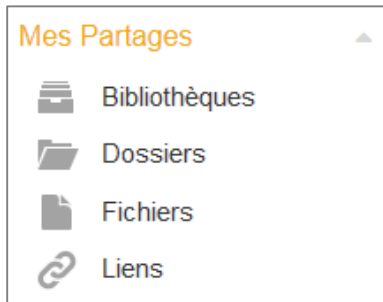 Mes Partages
Bibliothèques
Dossiers
Fichiers
Liens